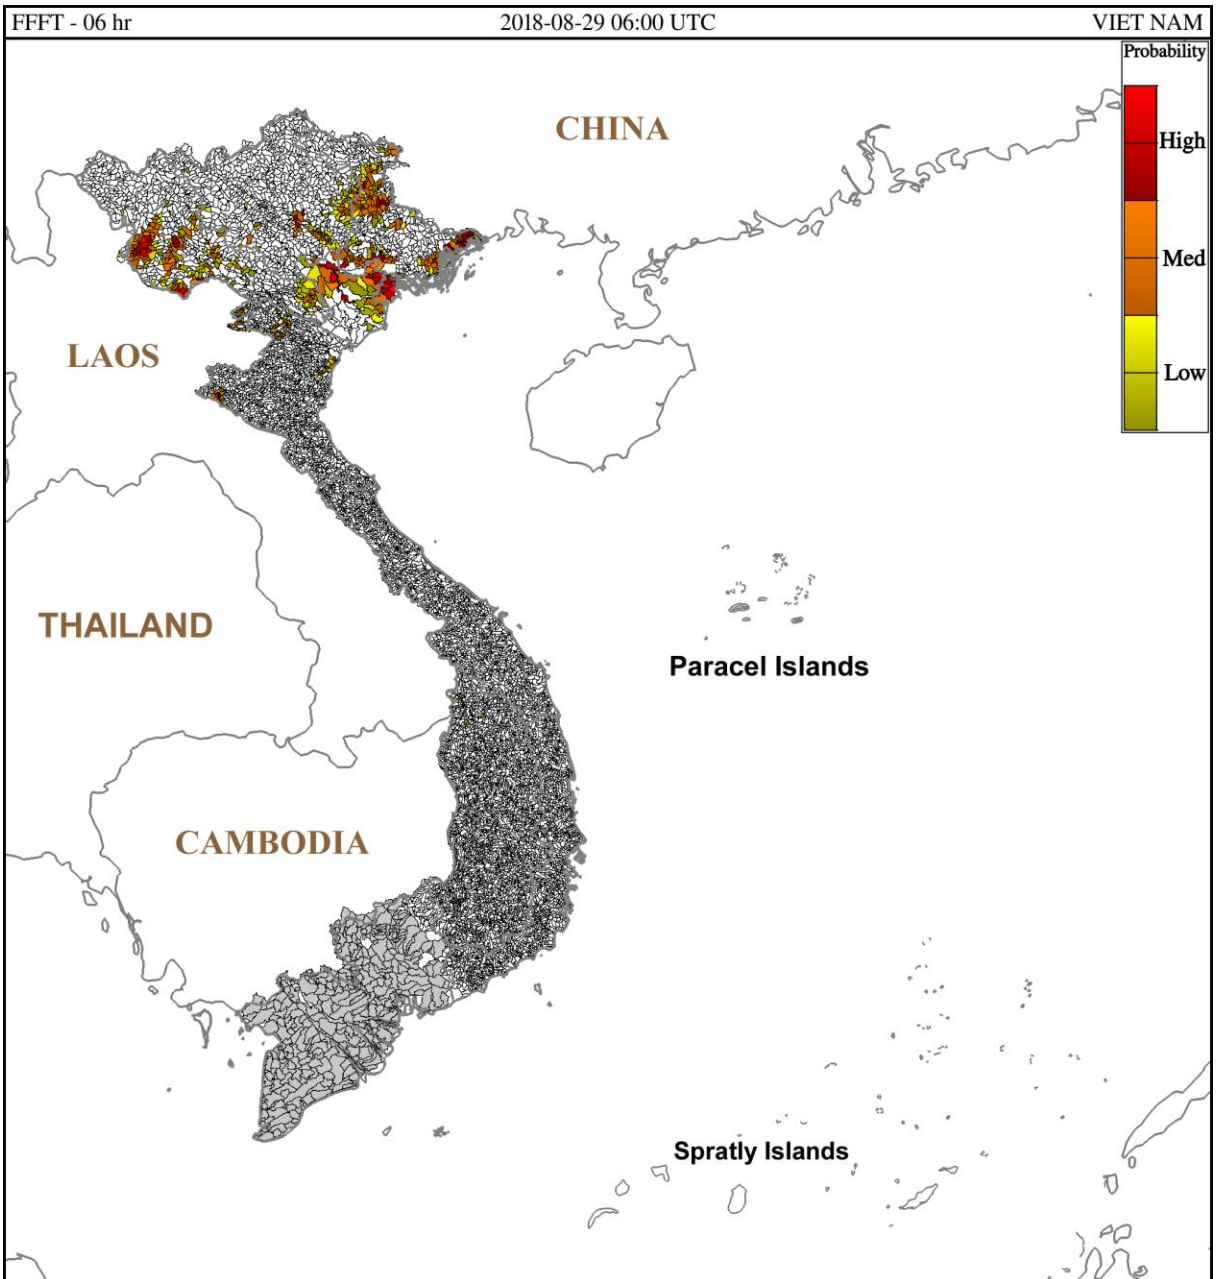 FFFT - 06 hr 2018-08-29 06:00 UTC VIET NAM
Probability
CHINA
High
Med
LAOS
Low
THAILAND
Paracel Islands
CAMBODIA
Spratly Islands